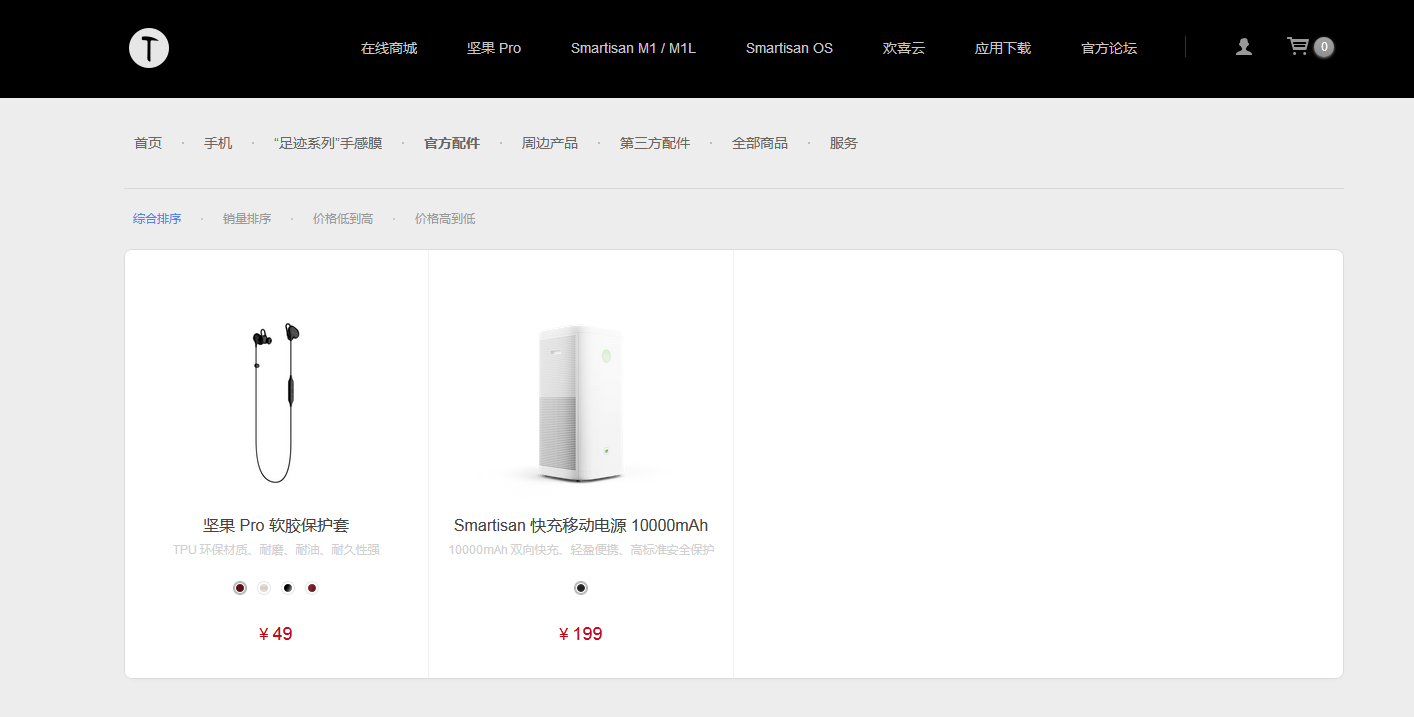 T
在线商城 坚果 Pro Smartisan M1 / M1L Smartisan OS 欢喜云 应用下载 官方论坛 0
首页 · 手机 · “足迹系列”手感膜 · 官方配件 · 周边产品 · 第三方配件 · 全部商品 · 服务
综合排序 · 销量排序 · 价格低到高 · 价格高到低
坚果 Pro 软胶保护套
TPU 环保材质、耐磨、耐油、耐久性强
¥ 49
Smartisan 快充移动电源 10000mAh
10000mAh 双向快充、轻盈便携、高标准安全保护
¥ 199